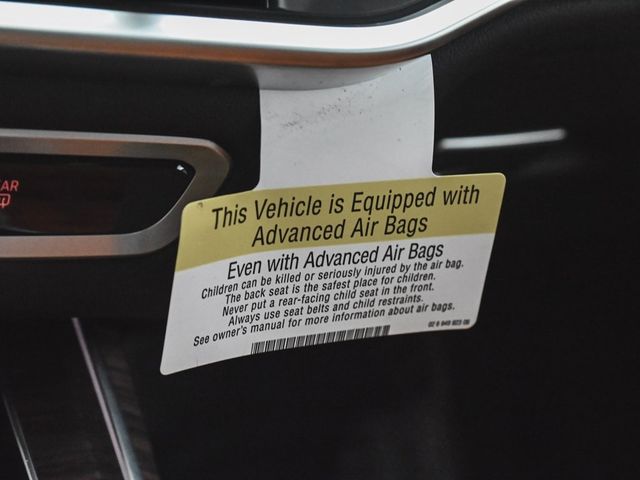 This Vehicle is Equipped with
Advanced Air Bags
Even with Advanced Air Bags
Children can be killed or seriously injured by the air bag.
The back seat is the safest place for children.
Never put a rear-facing child seat in the front.
Always use seat belts and child restraints.
See owner's manual for more information about air bags.